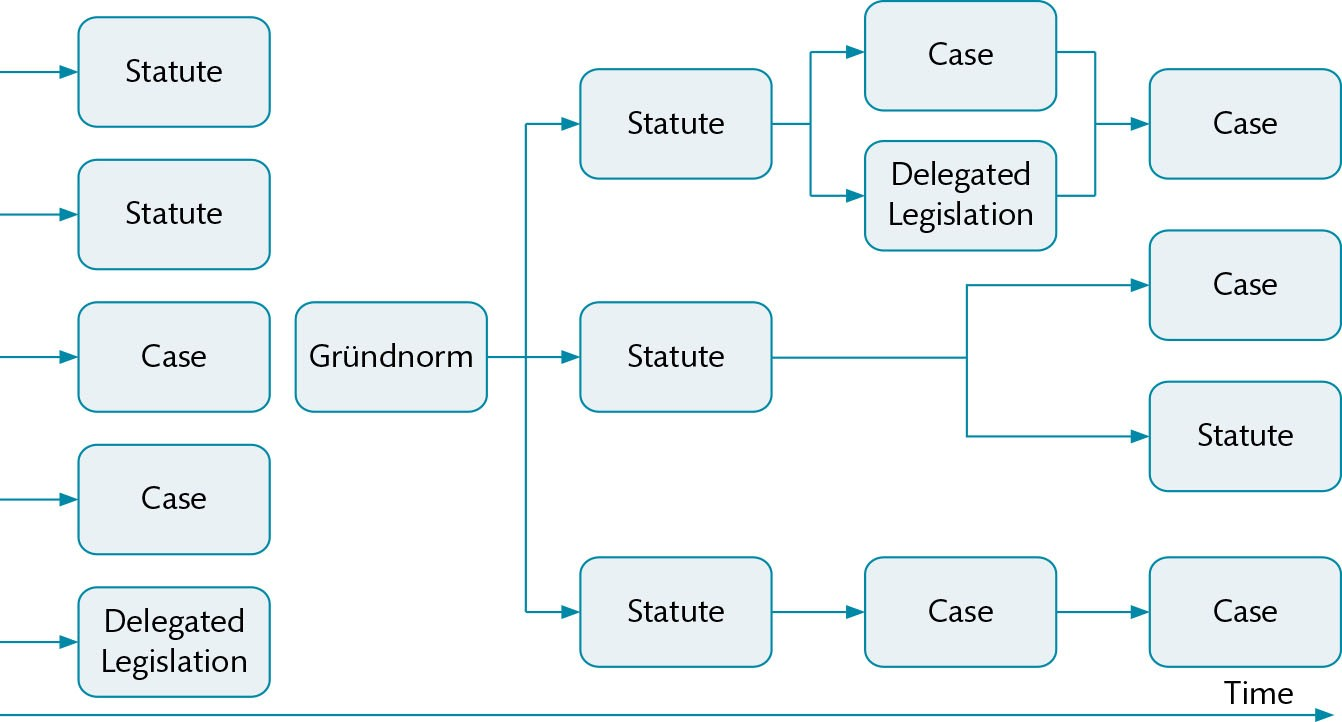 Statute
Statute
Case
Case
Delegated
Legislation
Gründnorm
Statute
Case
Delegated
Legislation
Case
Statute
Case
Statute
Statute
Case
Case
Time